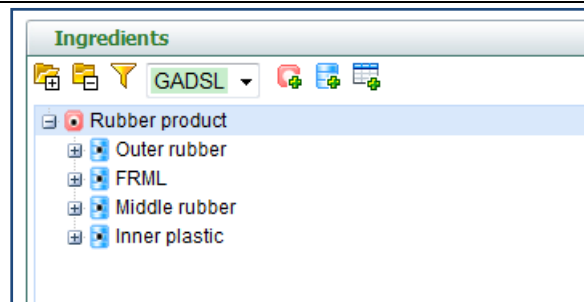 Ingredients
GADSL
Rubber product
Outer rubber
FRML
Middle rubber
Inner plastic